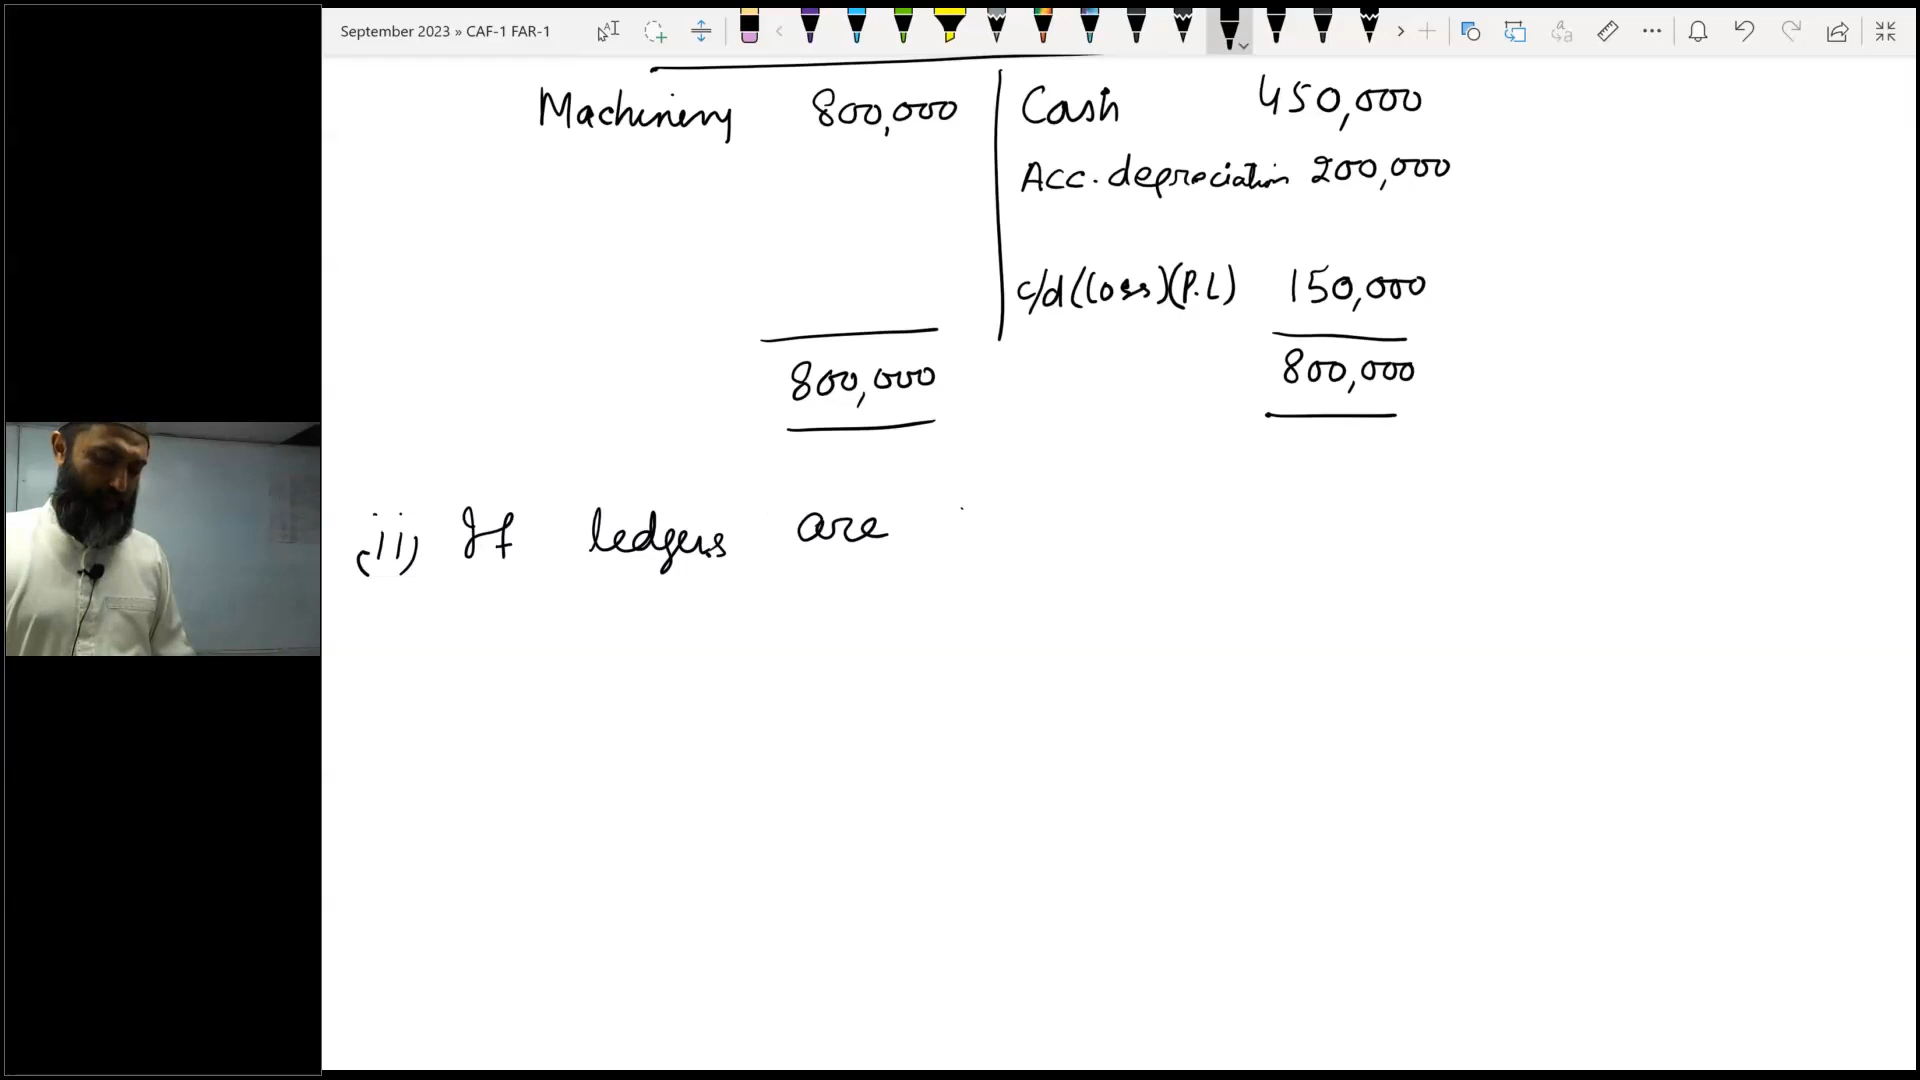 September 2023 » CAF-1 FAR-1
Machinery 800,000 Cash 450,000
Acc. depreciation 200,000
c/d (loss)(P.L) 150,000
800,000 800,000
(ii) If ledgers are